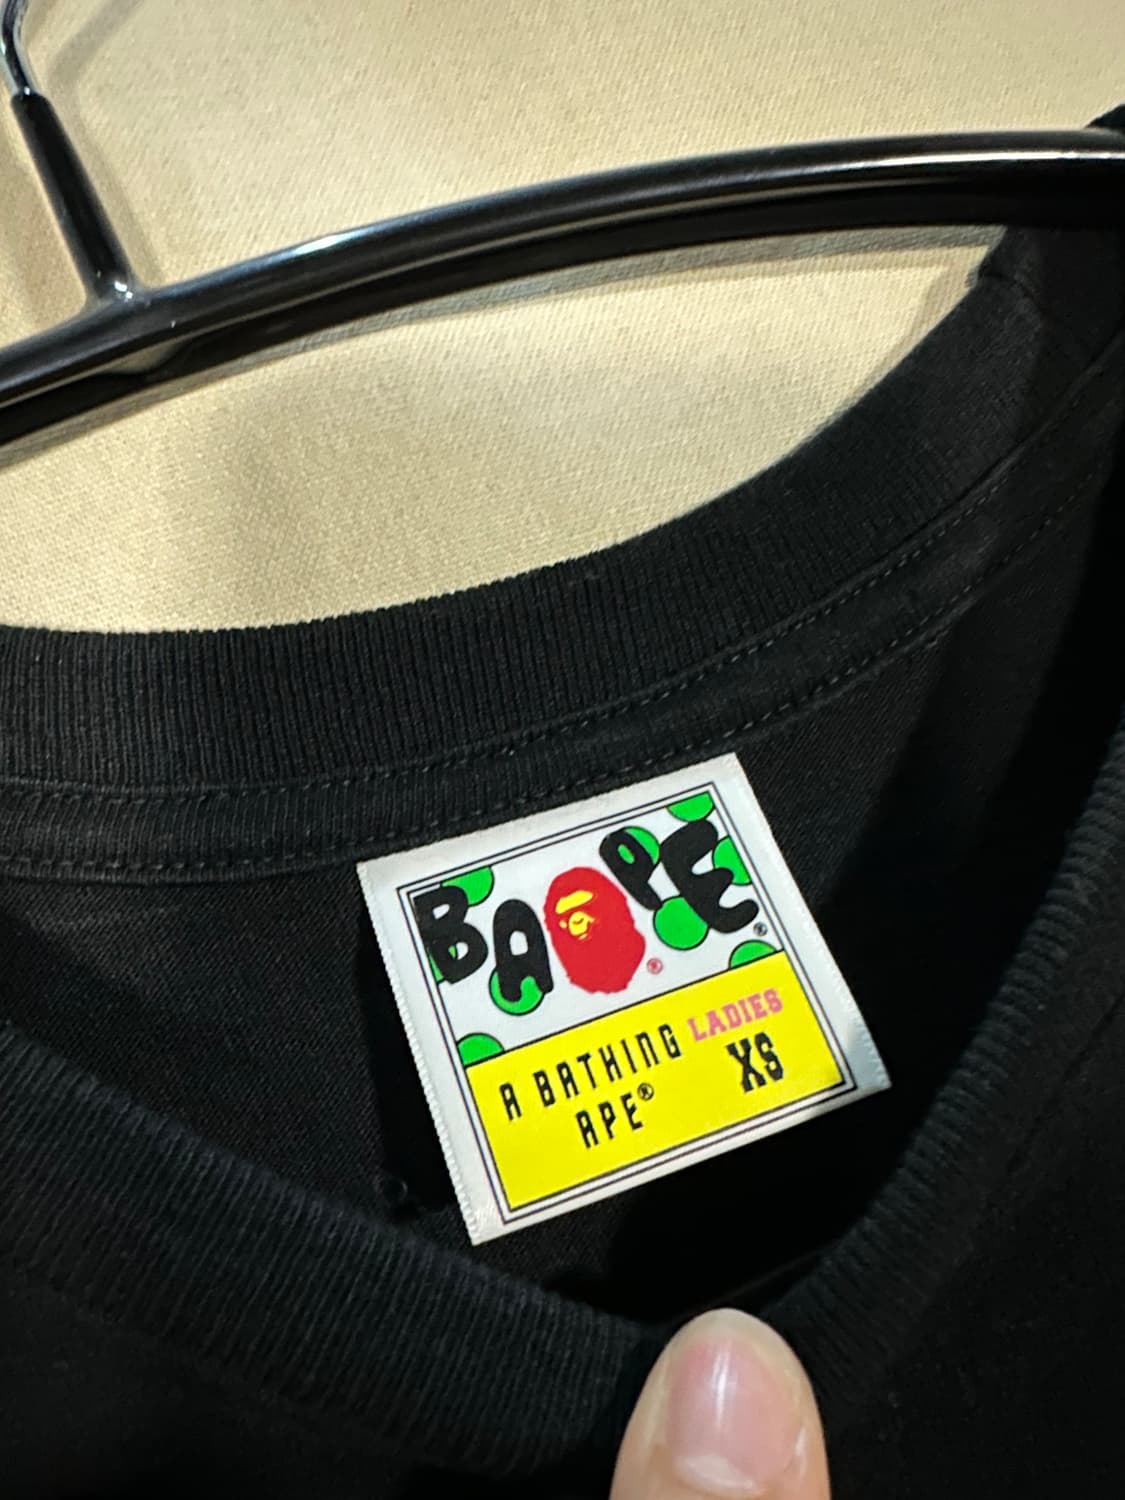 BAPE®
®
LADIES
A BATHING XS
APE®